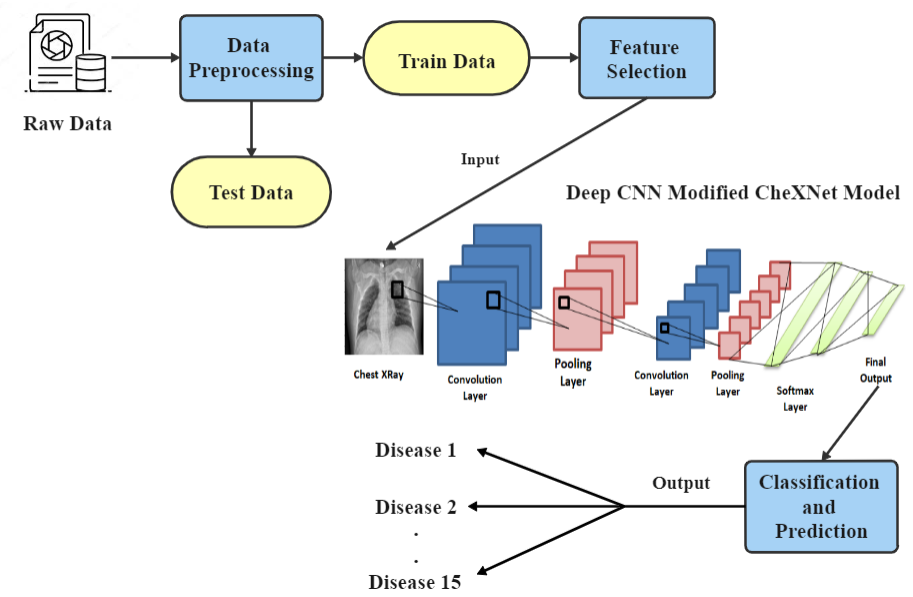 Raw Data
Data
Preprocessing
Train Data
Feature
Selection
Test Data
Input
Deep CNN Modified CheXNet Model
Chest XRay
Convolution
Layer
Pooling
Layer
Convolution
Layer
Pooling
Layer
Softmax
Layer
Final
Output
Classification
and
Prediction
Output
Disease 1
Disease 2
.
.
Disease 15